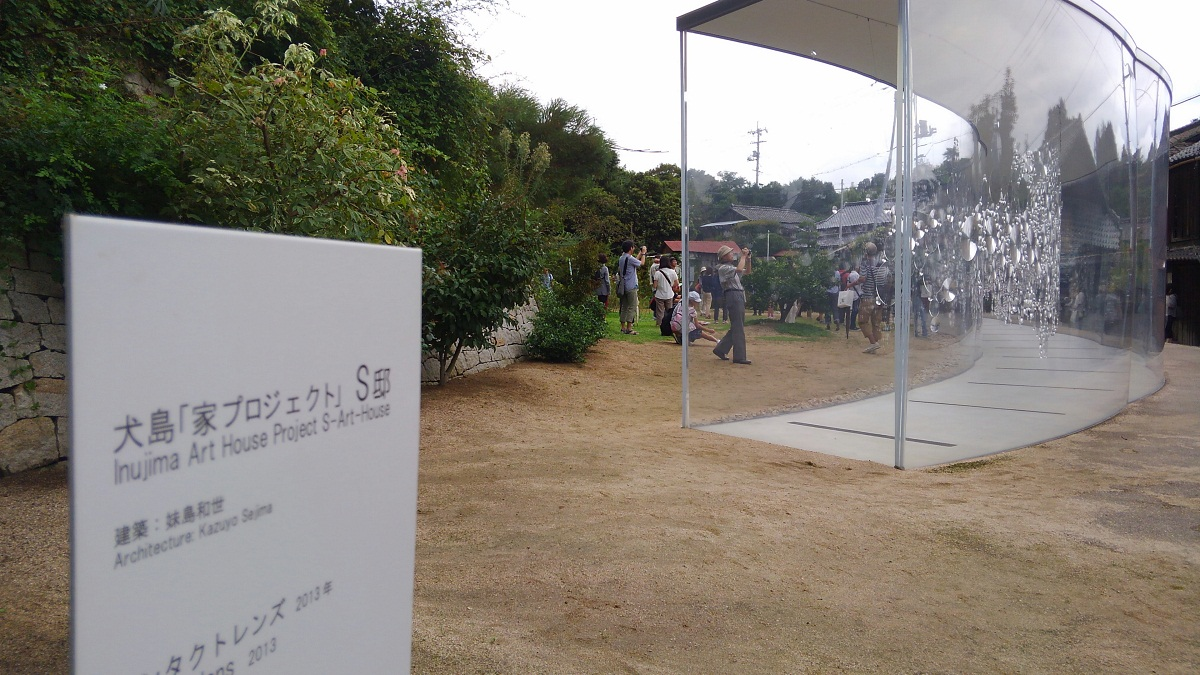 犬島「家プロジェクト」 S邸
Inujima Art House Project S-Art-House
建築：妹島和世
Architecture: Kazuyo Sejima
タクトレンズ 2013年
2013